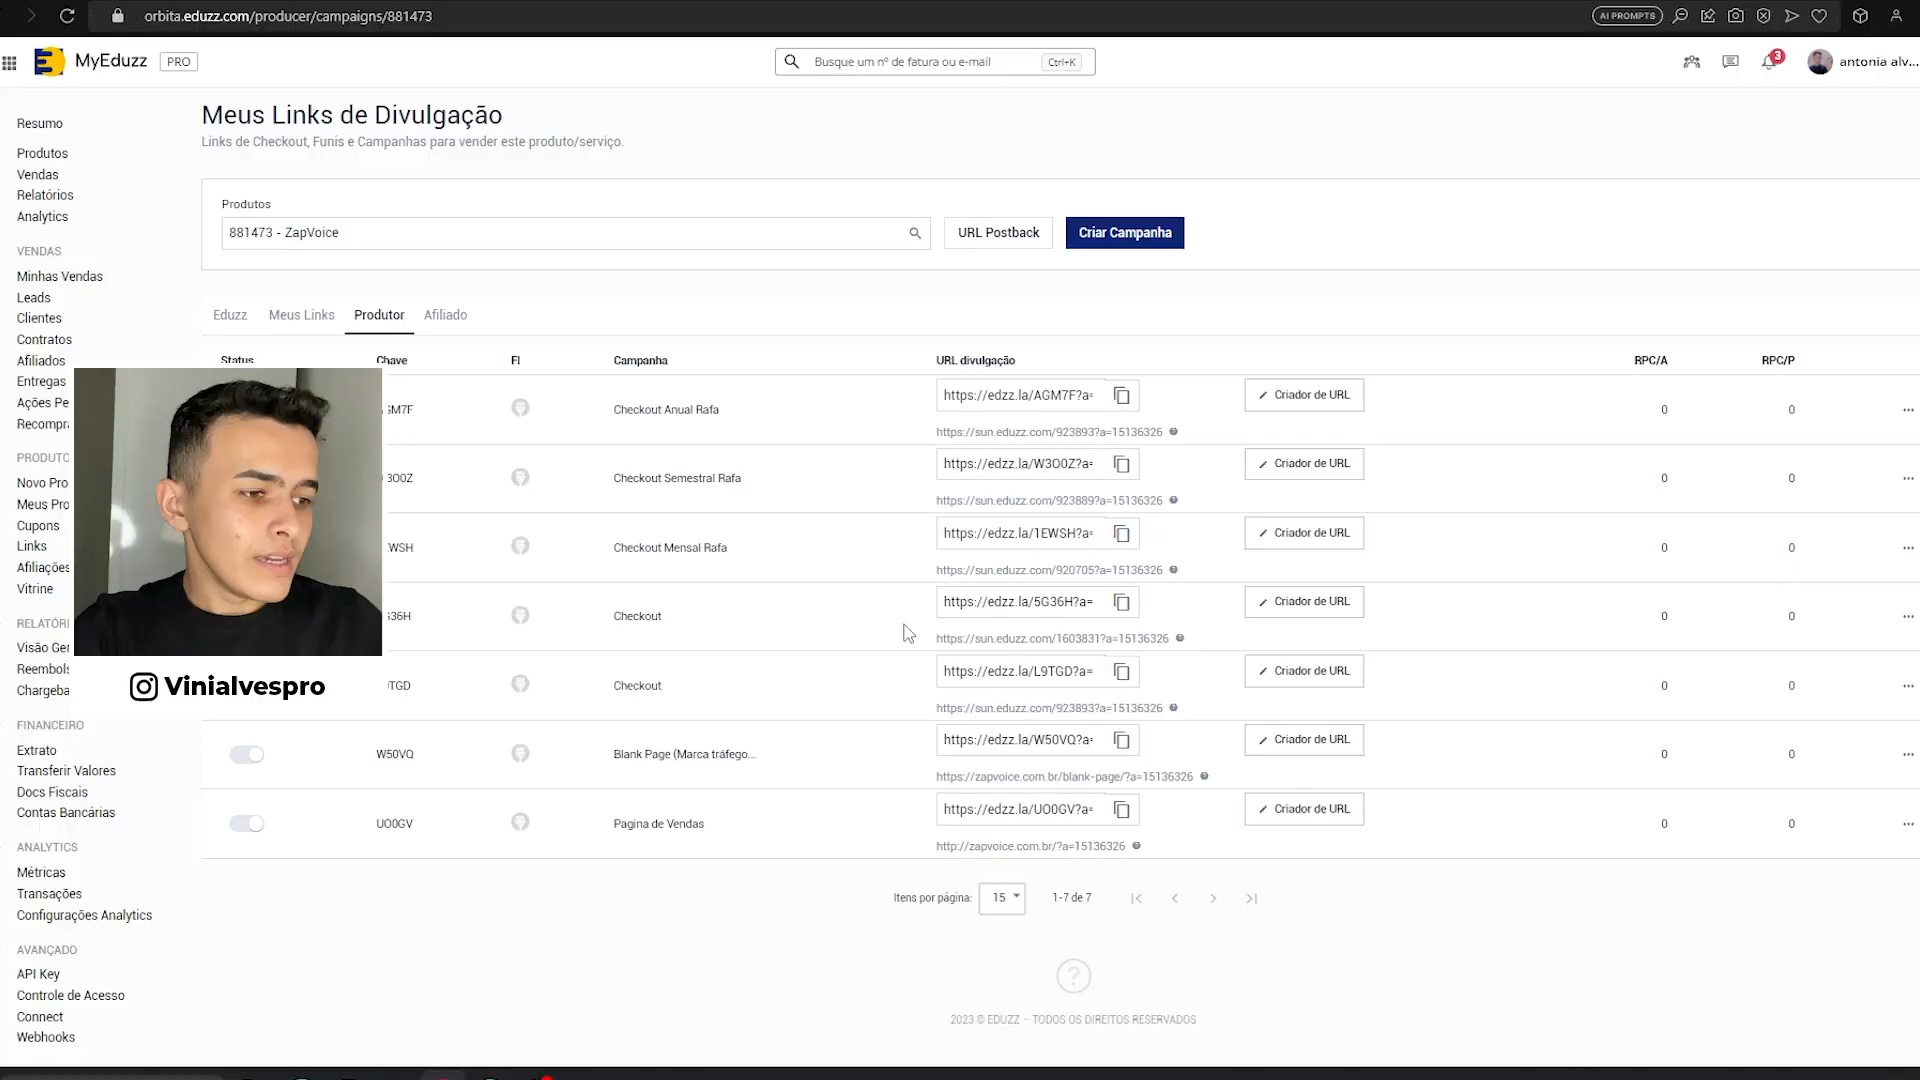 orbita.eduzz.com/producer/campaigns/881473
AI PROMPTS
MyEduzz
PRO
Busque um nº de fatura ou e-mail
Ctrl+K
3
antonia alv...
Meus Links de Divulgação
Links de Checkout, Funis e Campanhas para vender este produto/serviço.
Resumo
Produtos
Vendas
Relatórios
Analytics
VENDAS
Minhas Vendas
Leads
Clientes
Contratos
Afiliados
Entregas
Ações Pe
Recompra
PRODUTO
Novo Pro
Meus Pro
Cupons
Links
Afiliações
Vitrine
RELATÓRI
Visão Ger
Reembols
Chargeba
FINANCEIRO
Extrato
Transferir Valores
Docs Fiscais
Contas Bancárias
ANALYTICS
Métricas
Transações
Configurações Analytics
AVANÇADO
API Key
Controle de Acesso
Connect
Webhooks
Produtos
881473 - ZapVoice
URL Postback
Criar Campanha
Eduzz
Meus Links
Produtor
Afiliado
Status Chave FI Campanha URL divulgação RPC/A RPC/P
GM7F Checkout Anual Rafa https://edzz.la/AGM7F?a= Criador de URL 0 0
https://sun.eduzz.com/923893?a=15136326
300Z Checkout Semestral Rafa https://edzz.la/W3O0Z?a= Criador de URL 0 0
https://sun.eduzz.com/923889?a=15136326
EWSH Checkout Mensal Rafa https://edzz.la/1EWSH?a= Criador de URL 0 0
https://sun.eduzz.com/920705?a=15136326
G36H Checkout https://edzz.la/5G36H?a= Criador de URL 0 0
https://sun.eduzz.com/1603831?a=15136326
TGD Checkout https://edzz.la/L9TGD?a= Criador de URL 0 0
https://sun.eduzz.com/923893?a=15136326
W50VQ Blank Page (Marca tráfego... https://edzz.la/W50VQ?a= Criador de URL 0 0
https://zapvoice.com.br/blank-page/?a=15136326
UO0GV Pagina de Vendas https://edzz.la/UO0GV?a= Criador de URL 0 0
http://zapvoice.com.br/?a=15136326
Vinialvespro
Itens por página: 15 1-7 de 7
2023 © EDUZZ – TODOS OS DIREITOS RESERVADOS